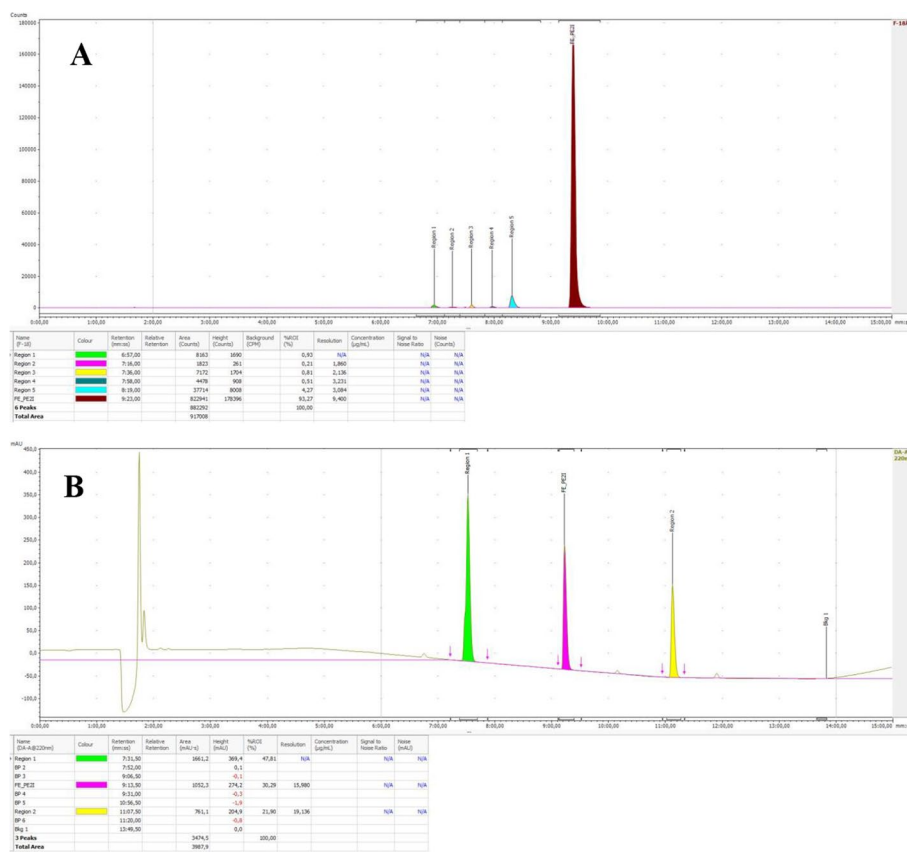 Counts
F-18/
A
180000
160000
140000
120000
100000
80000
60000
40000
20000
0
Region 1
Region 2
Region 3
Region 4
Region 5
FE_PE2I
0:00,00 1:00,00 2:00,00 3:00,00 4:00,00 5:00,00 6:00,00 7:00,00 8:00,00 9:00,00 10:00,00 11:00,00 12:00,00 13:00,00 14:00,00 15:00,00 mm:s
Name (F-18) Colour Retention (mm:ss) Relative Retention Area (Counts) Height (Counts) Background (CPM) %ROI (%) Resolution Concentration (µg/mL) Signal to Noise Ratio Noise (Counts)
Region 1 6:57,00 8163 1690 0,93 N/A N/A N/A
Region 2 7:16,00 1823 261 0,21 1,860 N/A N/A
Region 3 7:36,00 7172 1704 0,81 2,136 N/A N/A
Region 4 7:58,00 4478 908 0,51 3,231 N/A N/A
Region 5 8:19,00 37714 8008 4,27 3,084 N/A N/A
FE_PE2I 9:23,00 822941 178396 93,27 9,400 N/A N/A
6 Peaks 882292 100,00
Total Area 917008
mAU
DA-A
220n
B
450,0
400,0
350,0
300,0
250,0
200,0
150,0
100,0
50,0
0,0
-50,0
-100,0
Region 1
FE_PE2I
Region 2
Bkg 1
0:00,00 1:00,00 2:00,00 3:00,00 4:00,00 5:00,00 6:00,00 7:00,00 8:00,00 9:00,00 10:00,00 11:00,00 12:00,00 13:00,00 14:00,00 15:00,00 mm:s
Name (DA-A@220nm) Colour Retention (mm:ss) Relative Retention Area (mAU·s) Height (mAU) %ROI (%) Resolution Concentration (µg/mL) Signal to Noise Ratio Noise (mAU)
Region 1 7:31,50 1661,2 369,4 47,81 N/A N/A N/A
BP 2 7:52,00 0,1
BP 3 9:06,50 -0,1
FE_PE2I 9:13,50 1052,3 274,2 30,29 15,980 N/A N/A
BP 4 9:31,00 -0,3
BP 5 10:56,50 -1,9
Region 2 11:07,50 761,1 204,9 21,90 19,136 N/A N/A
BP 6 11:20,00 -0,8
Bkg 1 13:49,50 0,0
3 Peaks 3474,5 100,00
Total Area 3987,9